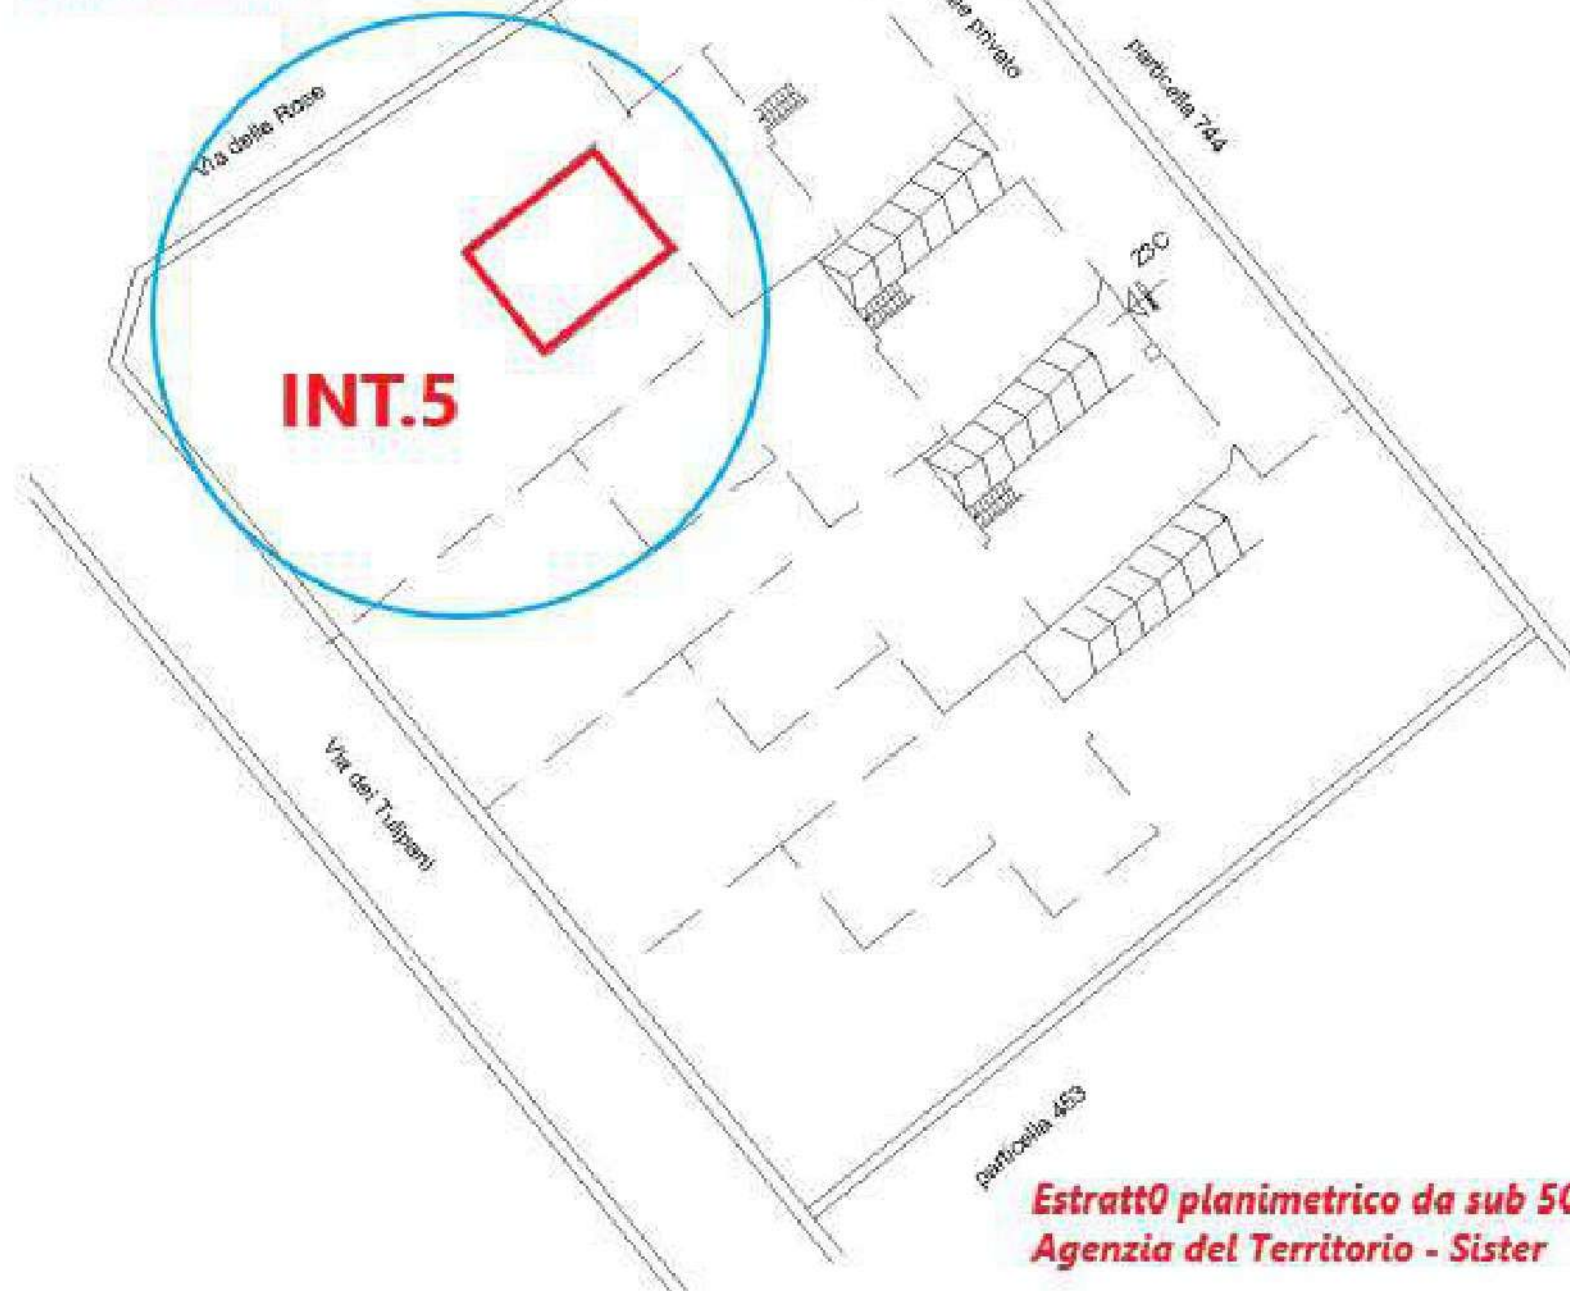 privato
particella 744
Via delle Rose
23C
INT.5
Via dei Tulipani
particella 453
Estratt0 planimetrico da sub 50
Agenzia del Territorio - Sister